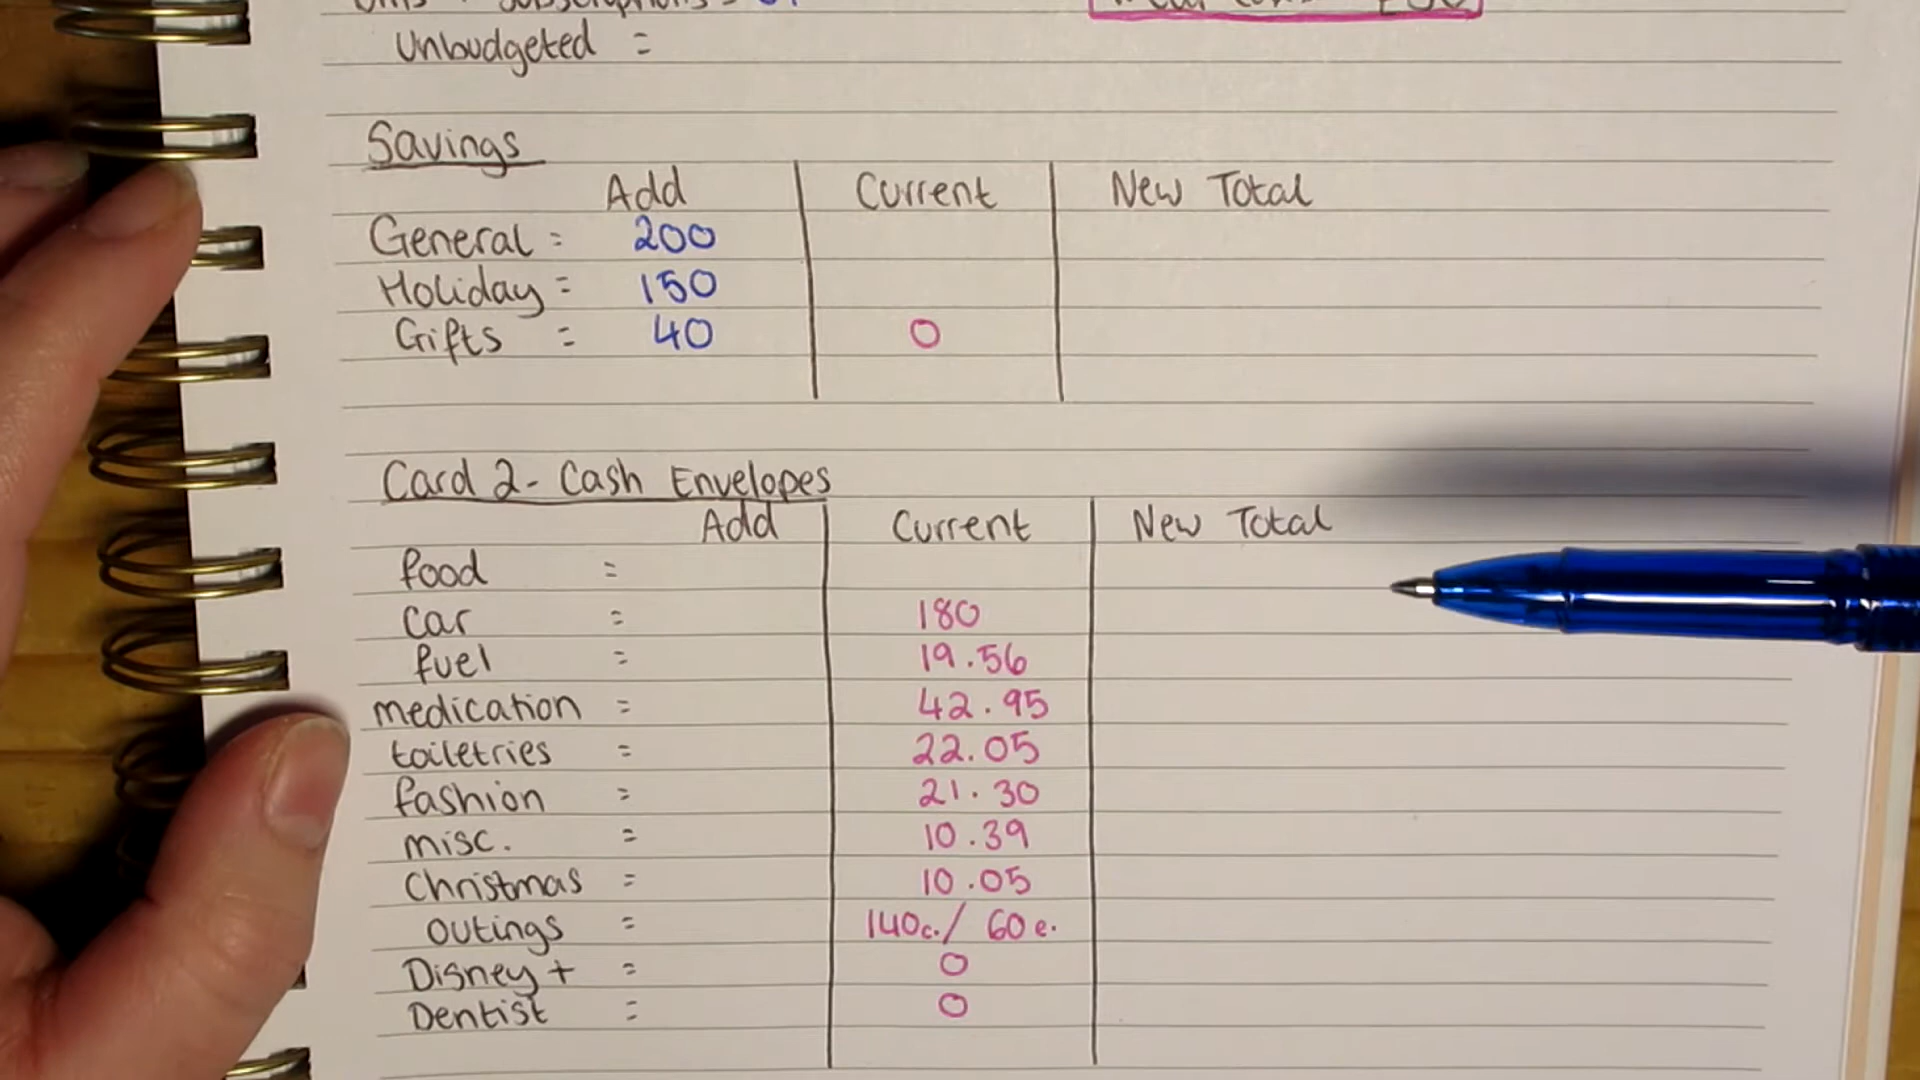 Unbudgeted =
Savings
Add Current New Total
General = 200
Holiday = 150
Gifts = 40 0
Card 2 - Cash Envelopes
Add Current New Total
food =
car = 180
fuel = 19.56
medication = 42.95
toiletries = 22.05
fashion = 21.30
misc. = 10.39
Christmas = 10.05
outings = 140c./ 60e.
Disney + = 0
Dentist = 0